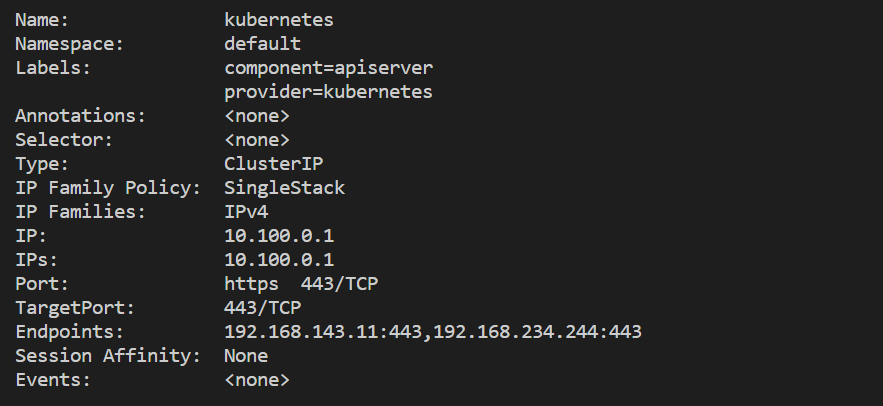 Name:              kubernetes
Namespace:         default
Labels:            component=apiserver
                   provider=kubernetes
Annotations:       <none>
Selector:          <none>
Type:              ClusterIP
IP Family Policy:  SingleStack
IP Families:       IPv4
IP:                10.100.0.1
IPs:               10.100.0.1
Port:              https  443/TCP
TargetPort:        443/TCP
Endpoints:         192.168.143.11:443,192.168.234.244:443
Session Affinity:  None
Events:            <none>